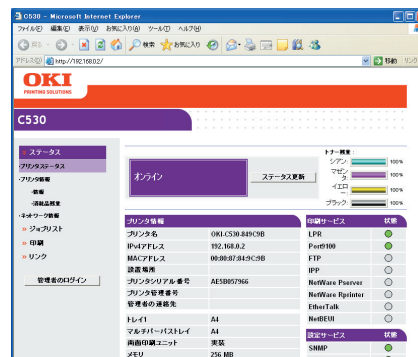 C530 - Microsoft Internet Explorer
ファイル(F) 編集(E) 表示(V) お気に入り(A) ツール(T) ヘルプ(H)
戻る 検索 お気に入り
アドレス(D) http://192.168.0.2/ 移動 リンク
OKI
PRINTING SOLUTIONS
C530
ステータス
・プリンタステータス
・プリンタ情報
-情報
-消耗品残量
・ネットワーク情報
ジョブリスト
印刷
リンク
管理者のログイン
オンライン
ステータス更新
トナー残量:
シアン: 100%
マゼンタ: 100%
イエロー: 100%
ブラック: 100%
プリンタ情報
プリンタ名 OKI-C530-849C9B
IPv4アドレス 192.168.0.2
MACアドレス 00:80:87:84:9C:9B
設置場所
プリンタシリアル番号 AE5B057966
プリンタ管理番号
管理者の連絡先
トレイ1 A4
マルチパーパストレイ A4
両面印刷ユニット 実装
メモリ 256 MB
印刷サービス 状態
LPR
Port9100
FTP
IPP
NetWare Pserver
NetWare Rprinter
EtherTalk
NetBEUI
設定サービス 状態
SNMP